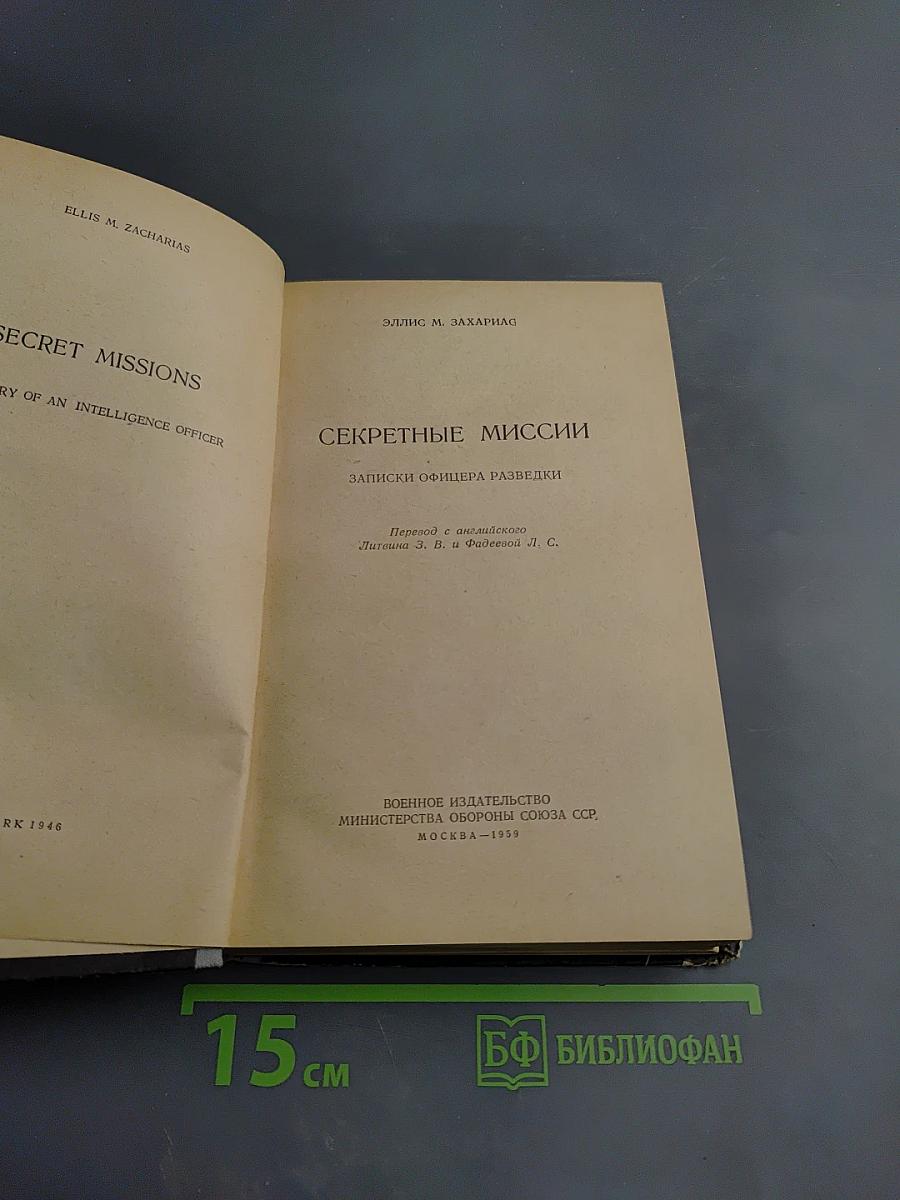 ELLIS M. ZACHARIAS
SECRET MISSIONS
RY OF AN INTELLIGENCE OFFICER
RK 1946
ЭЛЛИС М. ЗАХАРИАС
СЕКРЕТНЫЕ МИССИИ
ЗАПИСКИ ОФИЦЕРА РАЗВЕДКИ
Перевод с английского
Литвина З. В. и Фадеевой Л. С.
ВОЕННОЕ ИЗДАТЕЛЬСТВО
МИНИСТЕРСТВА ОБОРОНЫ СОЮЗА ССР
МОСКВА — 1959
15 см
БФ БИБЛИОФАН